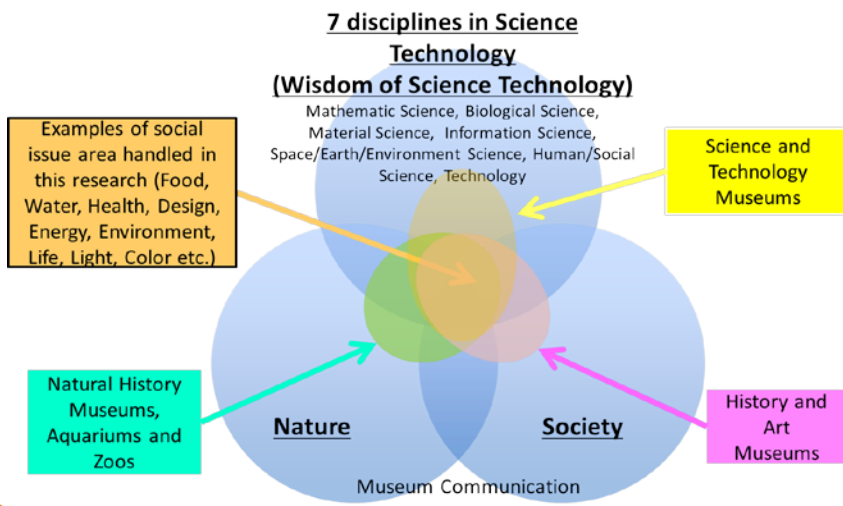 7 disciplines in Science
Technology
(Wisdom of Science Technology)
Mathematic Science, Biological Science,
Material Science, Information Science,
Space/Earth/Environment Science, Human/Social
Science, Technology
Examples of social
issue area handled in
this research (Food,
Water, Health, Design,
Energy, Environment,
Life, Light, Color etc.)
Science and
Technology
Museums
Natural History
Museums,
Aquariums and
Zoos
Nature
Society
History and
Art
Museums
Museum Communication